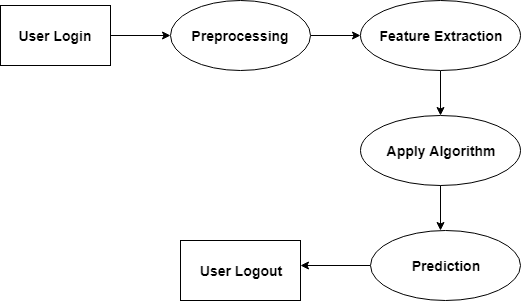 User Login
Preprocessing
Feature Extraction
Apply Algorithm
Prediction
User Logout